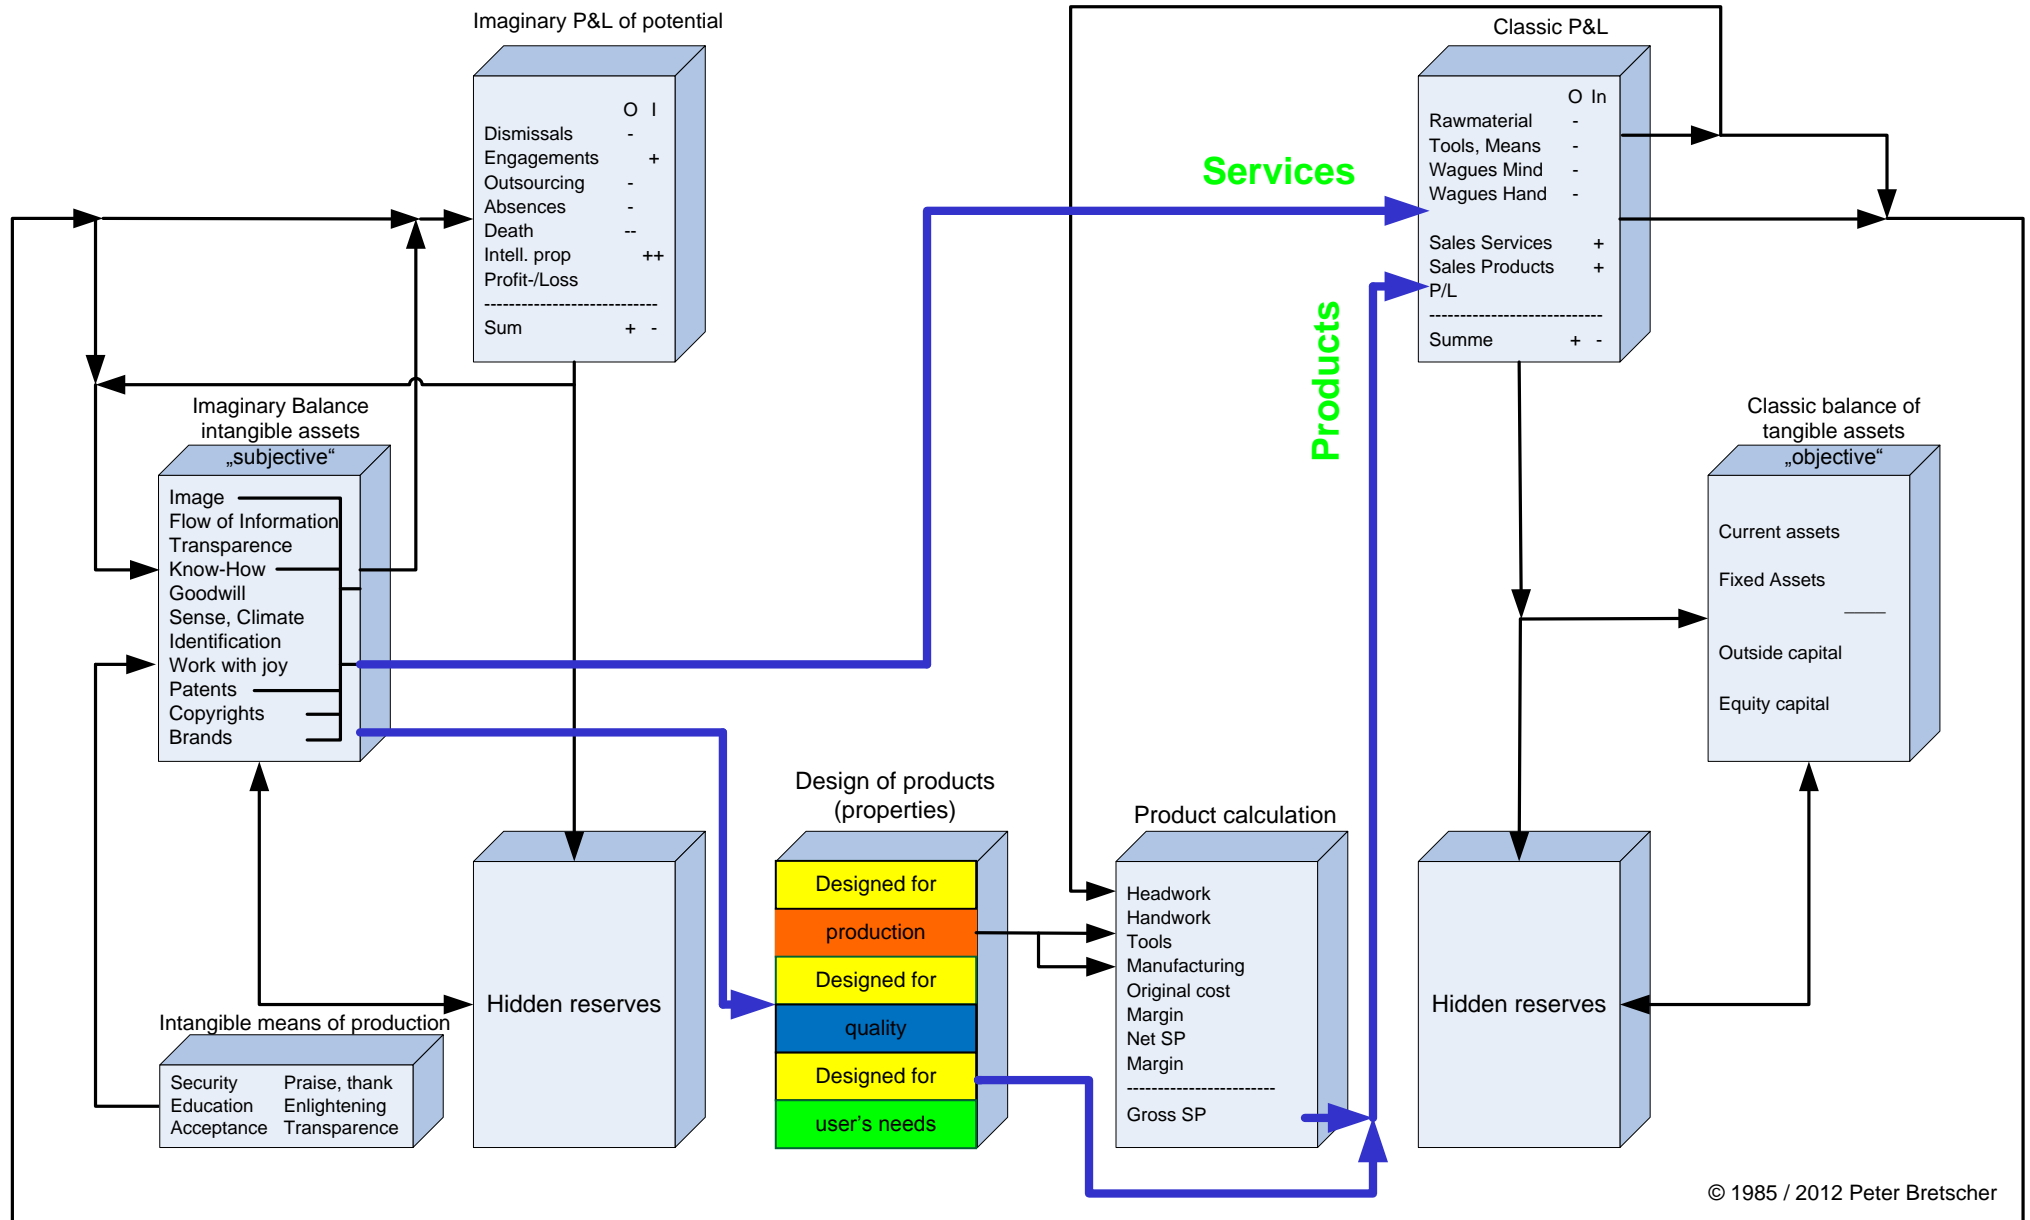 Imaginary P&L of potential
O I
Dismissals -
Engagements +
Outsourcing -
Absences -
Death --
Intell. prop ++
Profit-/Loss
----------------------------
Sum + -
Classic P&L
O In
Rawmaterial -
Tools, Means -
Wagues Mind -
Wagues Hand -
Sales Services +
Sales Products +
P/L
----------------------------
Summe + -
Services
Products
Imaginary Balance
intangible assets
„subjective“
Image
Flow of Information
Transparence
Know-How
Goodwill
Sense, Climate
Identification
Work with joy
Patents
Copyrights
Brands
Classic balance of
tangible assets
„objective“
Current assets
Fixed Assets
Outside capital
Equity capital
Design of products
(properties)
Designed for
production
Designed for
quality
Designed for
user's needs
Product calculation
Headwork
Handwork
Tools
Manufacturing
Original cost
Margin
Net SP
Margin
------------------------
Gross SP
Hidden reserves
Hidden reserves
Intangible means of production
Security Praise, thank
Education Enlightening
Acceptance Transparence
© 1985 / 2012 Peter Bretscher